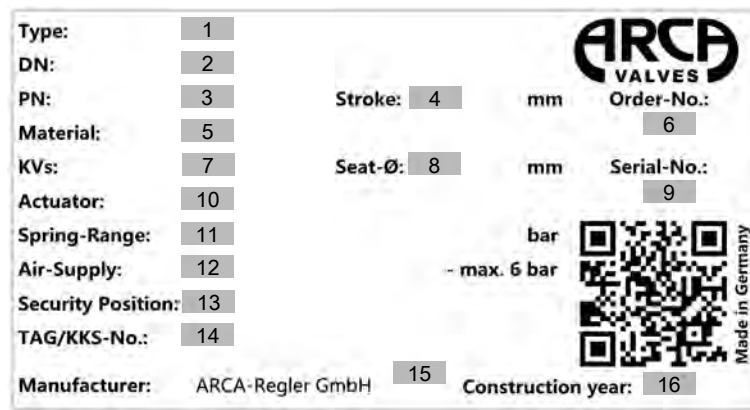 Type: 1
ARCA
VALVES
DN: 2
PN: 3 Stroke: 4 mm Order-No.:
Material: 5 6
KVs: 7 Seat-Ø: 8 mm Serial-No.:
Actuator: 10 9
Spring-Range: 11 bar
Air-Supply: 12 - max. 6 bar
Security Position: 13
TAG/KKS-No.: 14
Made in Germany
Manufacturer: ARCA-Regler GmbH 15 Construction year: 16